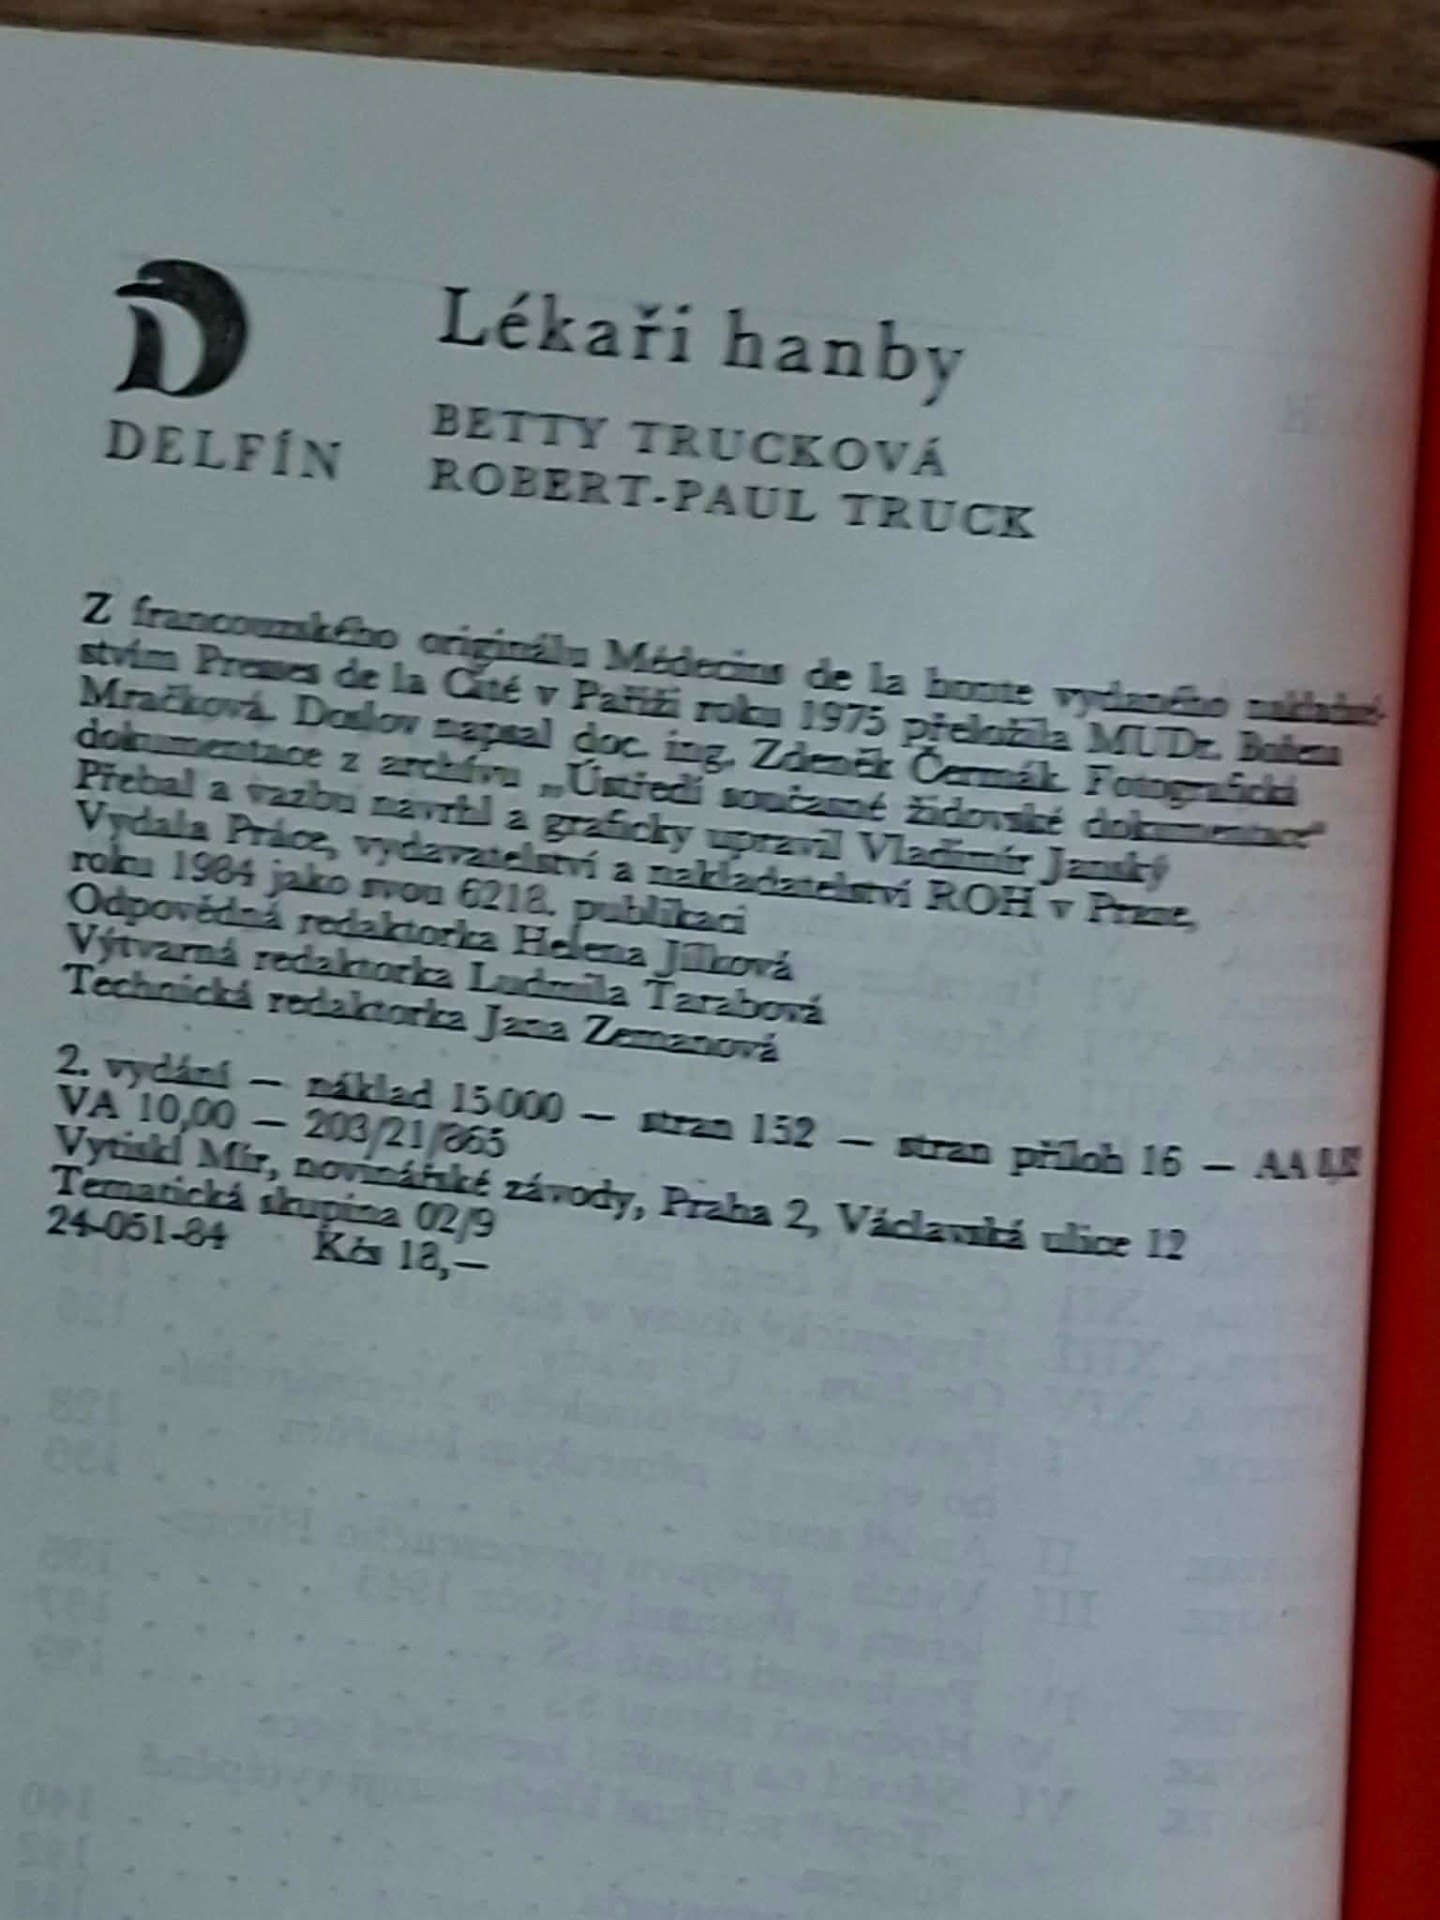 Lékaři hanby
DELFÍN
BETTY TRUCKOVÁ
ROBERT-PAUL TRUCK
Z francouzského originálu Médecins de la honte vydaného nakladatel-
stvím Presses de la Cité v Paříži roku 1975 přeložila MUDr. Božena
Mračková. Doslov napsal doc. ing. Zdeněk Čermák. Fotografická
dokumentace z archívu „Ústředí současné židovské dokumentace“
Přebal a vazbu navrhl a graficky upravil Vladimír Janský
Vydala Práce, vydavatelství a nakladatelství ROH v Praze,
roku 1984 jako svou 6218. publikaci
Odpovědná redaktorka Helena Jílková
Výtvarná redaktorka Ludmila Tarabová
Technická redaktorka Jana Zemanová
2. vydání — náklad 15 000 — stran 152 — stran příloh 16 — AA
VA 10,00 — 203/21/865
Vytiskl Mír, novinářské závody, Praha 2, Václavská ulice 12
Tematická skupina 02/9
24-051-84 Kčs 18,—